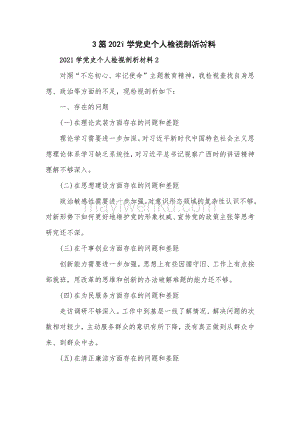 3篇2021学党史个人检视剖析材料
2021学党史个人检视剖析材料2
对照“不忘初心、牢记使命”主题教育精神，我检视查找自身思
想、政治等方面的不足，现检视剖析如下：
一、存在的问题
(一)在理论武装方面存在的问题和差距
理论学习需要进一步加深。对习近平新时代中国特色社会主义思
想理论体系学习缺乏系统性，对习近平总书记视察广西时的讲话精神
理解不够深入。
(二)在思想建设方面存在的问题和差距
政治敏感性需要进一步加强。对意识形态领域的复杂性认识不够，
对新形势下如何更好地维护党的形象权威、宣传党的政策主张等思考
研究还不深。
(三)在干事创业方面存在的问题和差距
创新能力需要进一步加强。思想上有些因循守旧、工作上有点按
部就班，用改革的思维和创新的办法破解难题的能力还不够。
(四)在为民服务方面存在的问题和差距
走访调研不够深入。工作中到基层一线了解情况、解决问题的次
数相对较少，主动服务群众的意识有所下降，没有真正做到从群众中
来、到群众中去。
(五)在清正廉洁方面存在的问题和差距